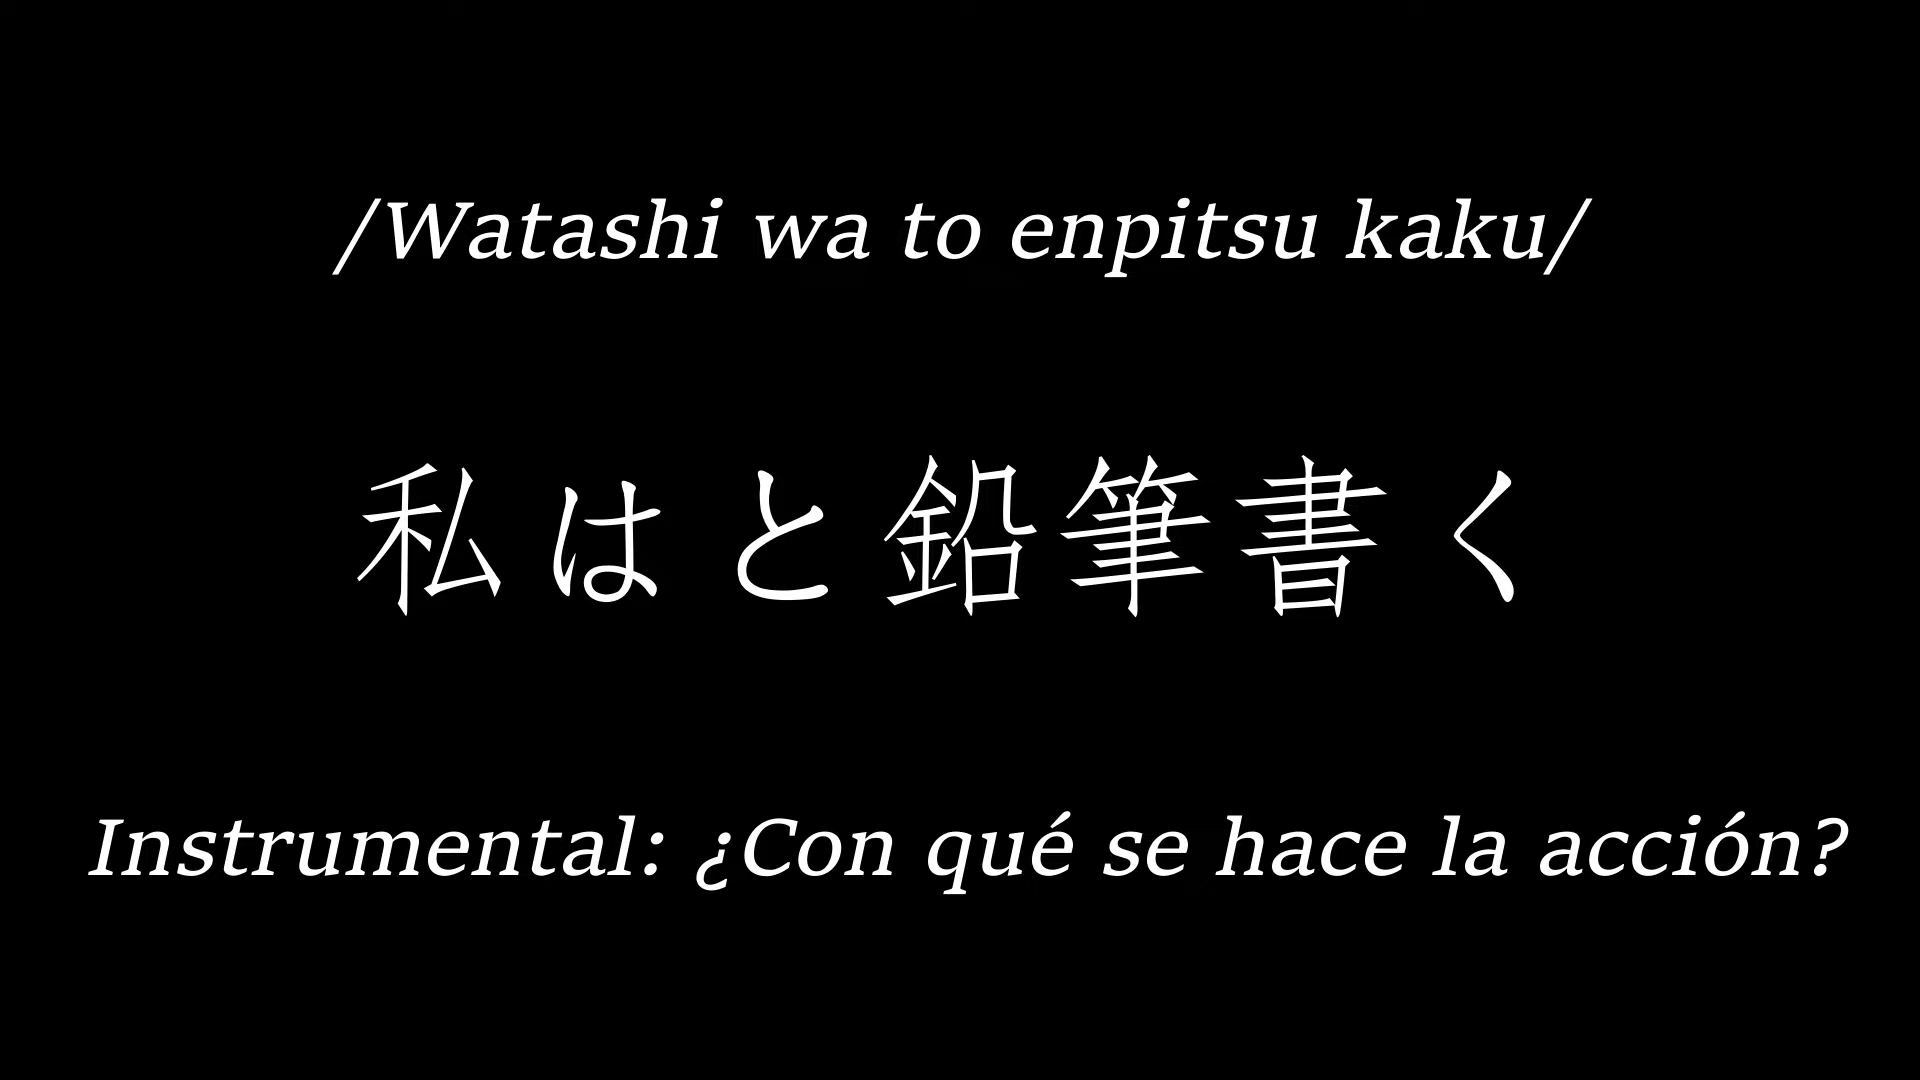 /Watashi wa to enpitsu kaku/
私はと鉛筆書く
Instrumental: ¿Con qué se hace la acción?